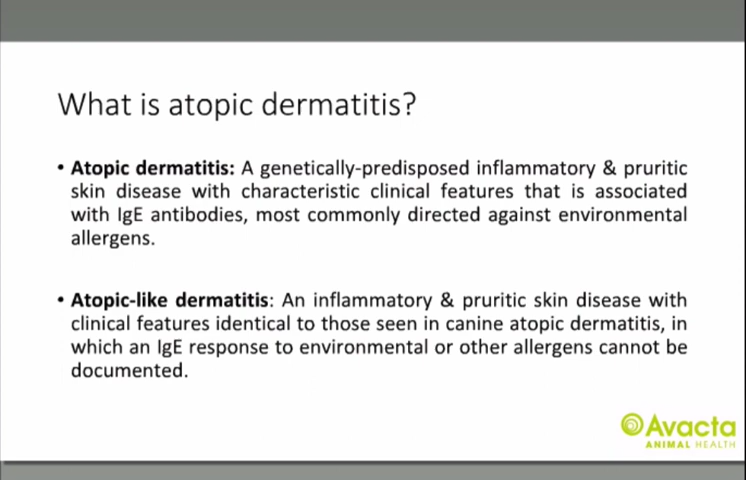 What is atopic dermatitis?
• Atopic dermatitis: A genetically-predisposed inflammatory & pruritic
skin disease with characteristic clinical features that is associated
with IgE antibodies, most commonly directed against environmental
allergens.
• Atopic-like dermatitis: An inflammatory & pruritic skin disease with
clinical features identical to those seen in canine atopic dermatitis, in
which an IgE response to environmental or other allergens cannot be
documented.
Avacta
ANIMAL HEALTH